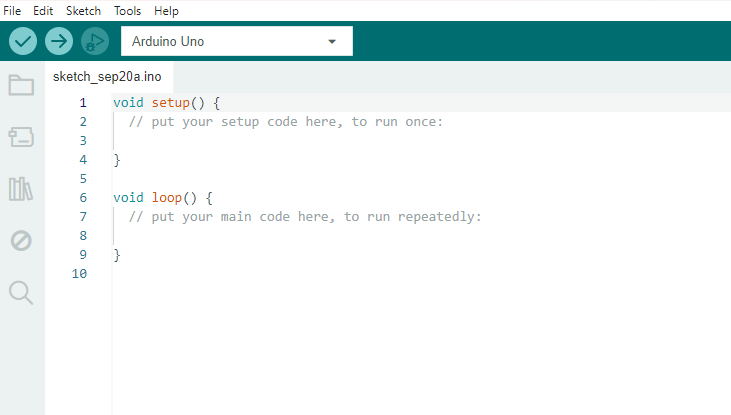 File Edit Sketch Tools Help
Arduino Uno
sketch_sep20a.ino
1 void setup() {
2 // put your setup code here, to run once:
3
4 }
5
6 void loop() {
7 // put your main code here, to run repeatedly:
8
9 }
10